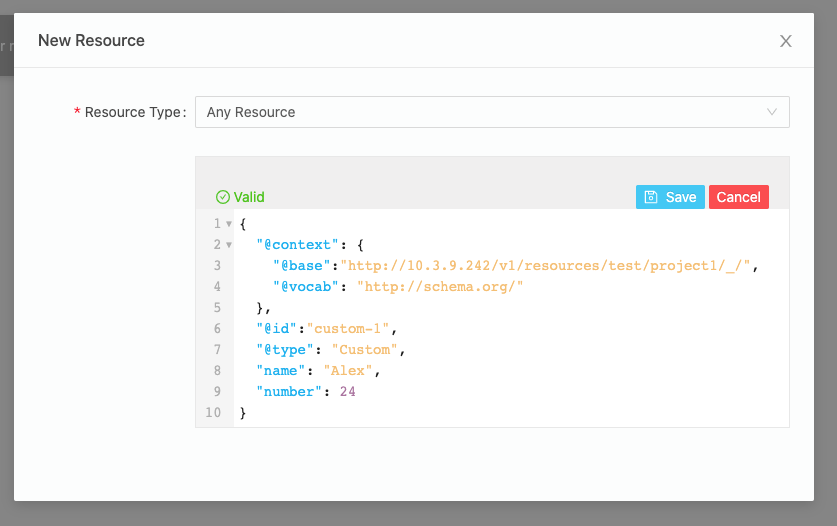 r r
New Resource
* Resource Type:
Any Resource
Valid
Save
Cancel
1 {
2 "@context": {
3 "@base":"http://10.3.9.242/v1/resources/test/project1/_/",
4 "@vocab": "http://schema.org/"
5 },
6 "@id":"custom-1",
7 "@type": "Custom",
8 "name": "Alex",
9 "number": 24
10 }